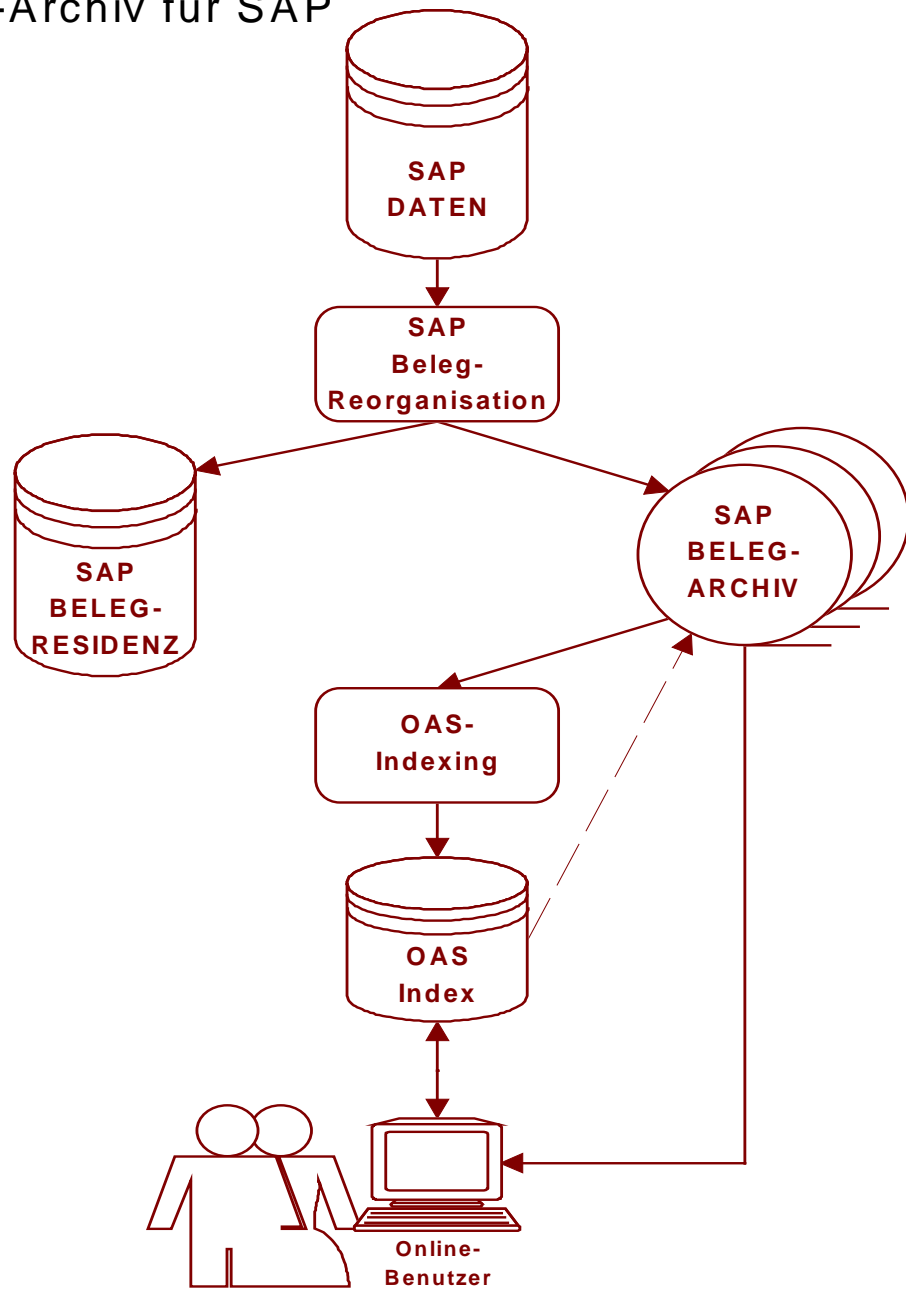 -Archiv für SAP
SAP
DATEN
SAP
Beleg-
Reorganisation
SAP
BELEG-
RESIDENZ
SAP
BELEG-
ARCHIV
OAS-
Indexing
OAS
Index
Online-
Benutzer